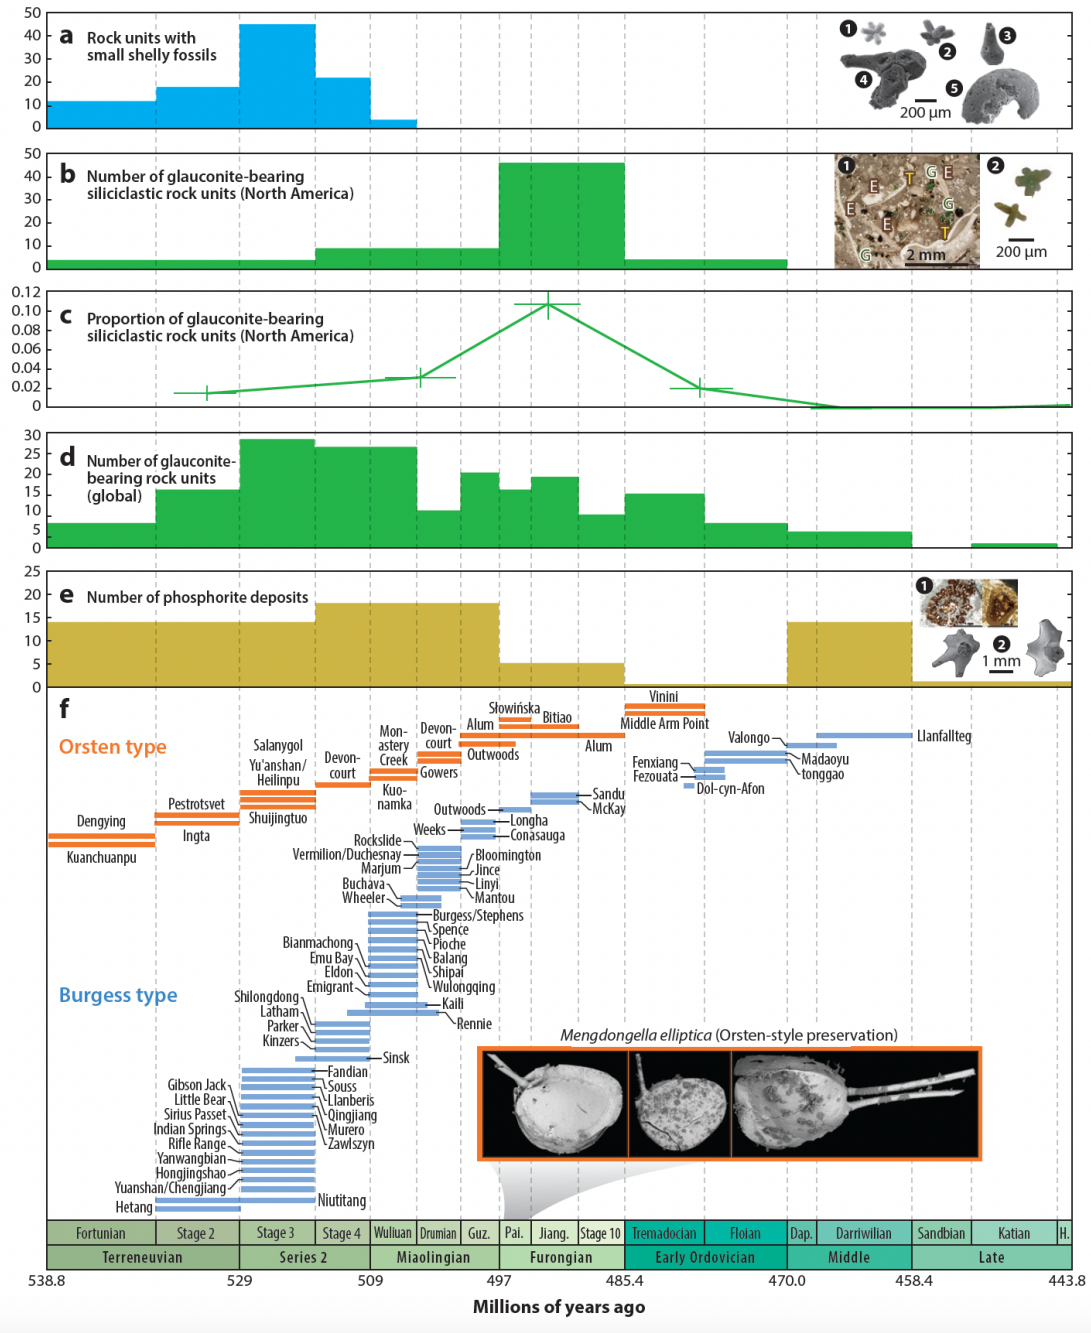 50
40
30
20
10
0
a Rock units with
small shelly fossils
1
2
3
4
5
200 µm
50
40
30
20
10
0
b Number of glauconite-bearing
siliciclastic rock units (North America)
1
E
T
G
E
E
G
E
T
G
2 mm
2
200 µm
0.12
0.10
0.08
0.06
0.04
0.02
0
c Proportion of glauconite-bearing
siliciclastic rock units (North America)
30
25
20
15
10
5
0
d Number of glauconite-
bearing rock units
(global)
25
20
15
10
5
0
e Number of phosphorite deposits
1
2
1 mm
f
Orsten type
Vinini
Middle Arm Point
Słowińska
Bitiao
Alum
Alum
Devon-
court
Outwoods
Mon-
astery
Creek
Gowers
Kuo-
namka
Devon-
court
Salanygol
Yu'anshan/
Heilinpu
Shuijingtuo
Pestrotsvet
Ingta
Dengying
Kuanchuanpu
Llanfallteg
Valongo
Madaoyu
tonggao
Fenxiang
Fezouata
Dol-cyn-Afon
Sandu
McKay
Outwoods
Longha
Weeks
Conasauga
Rockslide
Vermilion/Duchesnay
Marjum
Bloomington
Jince
Linyi
Mantou
Buchava
Wheeler
Burgess/Stephens
Spence
Pioche
Balang
Shipai
Wulongqing
Bianmachong
Emu Bay
Eldon
Emigrant
Burgess type
Kaili
Rennie
Shilongdong
Latham
Parker
Kinzers
Sinsk
Fandian
Souss
Llanberis
Qingjiang
Murero
Zawlszyn
Gibson Jack
Little Bear
Sirius Passet
Indian Springs
Rifle Range
Yanwangbian
Hongjingshao
Yuanshan/Chengjiang
Niutitang
Hetang
Mengdongella elliptica (Orsten-style preservation)
Fortunian Stage 2 Stage 3 Stage 4 Wuliuan Drumian Guz. Pai. Jiang. Stage 10 Tremadocian Floian Dap. Darriwilian Sandbian Katian H.
Terreneuvian Series 2 Miaolingian Furongian Early Ordovician Middle Late
538.8 529 509 497 485.4 470.0 458.4 443.8
Millions of years ago